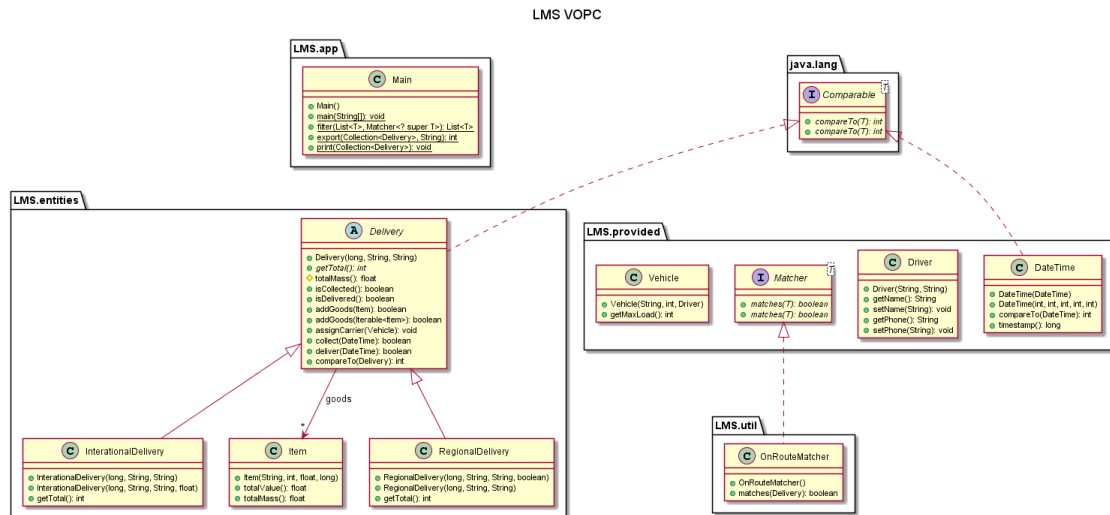 LMS VOPC
LMS.app
C Main
Main()
main(String[]): void
filter(List<T>, Matcher<? super T>): List<T>
export(Collection<Delivery>, String): int
print(Collection<Delivery>): void
java.lang
I Comparable T
compareTo(T): int
compareTo(T): int
LMS.entities
A Delivery
Delivery(long, String, String)
getTotal(): int
totalMass(): float
isCollected(): boolean
isDelivered(): boolean
addGoods(Item): boolean
addGoods(Iterable<Item>): boolean
assignCarrier(Vehicle): void
collect(DateTime): boolean
deliver(DateTime): boolean
compareTo(Delivery): int
goods
*
C InterationalDelivery
InterationalDelivery(long, String, String)
InterationalDelivery(long, String, String, float)
getTotal(): int
C Item
Item(String, int, float, long)
totalValue(): float
totalMass(): float
C RegionalDelivery
RegionalDelivery(long, String, String, boolean)
RegionalDelivery(long, String, String)
getTotal(): int
LMS.provided
C Vehicle
Vehicle(String, int, Driver)
getMaxLoad(): int
I Matcher T
matches(T): boolean
matches(T): boolean
C Driver
Driver(String, String)
getName(): String
setName(String): void
getPhone(): String
setPhone(String): void
C DateTime
DateTime(DateTime)
DateTime(int, int, int, int, int)
compareTo(DateTime): int
timestamp(): long
LMS.util
C OnRouteMatcher
OnRouteMatcher()
matches(Delivery): boolean